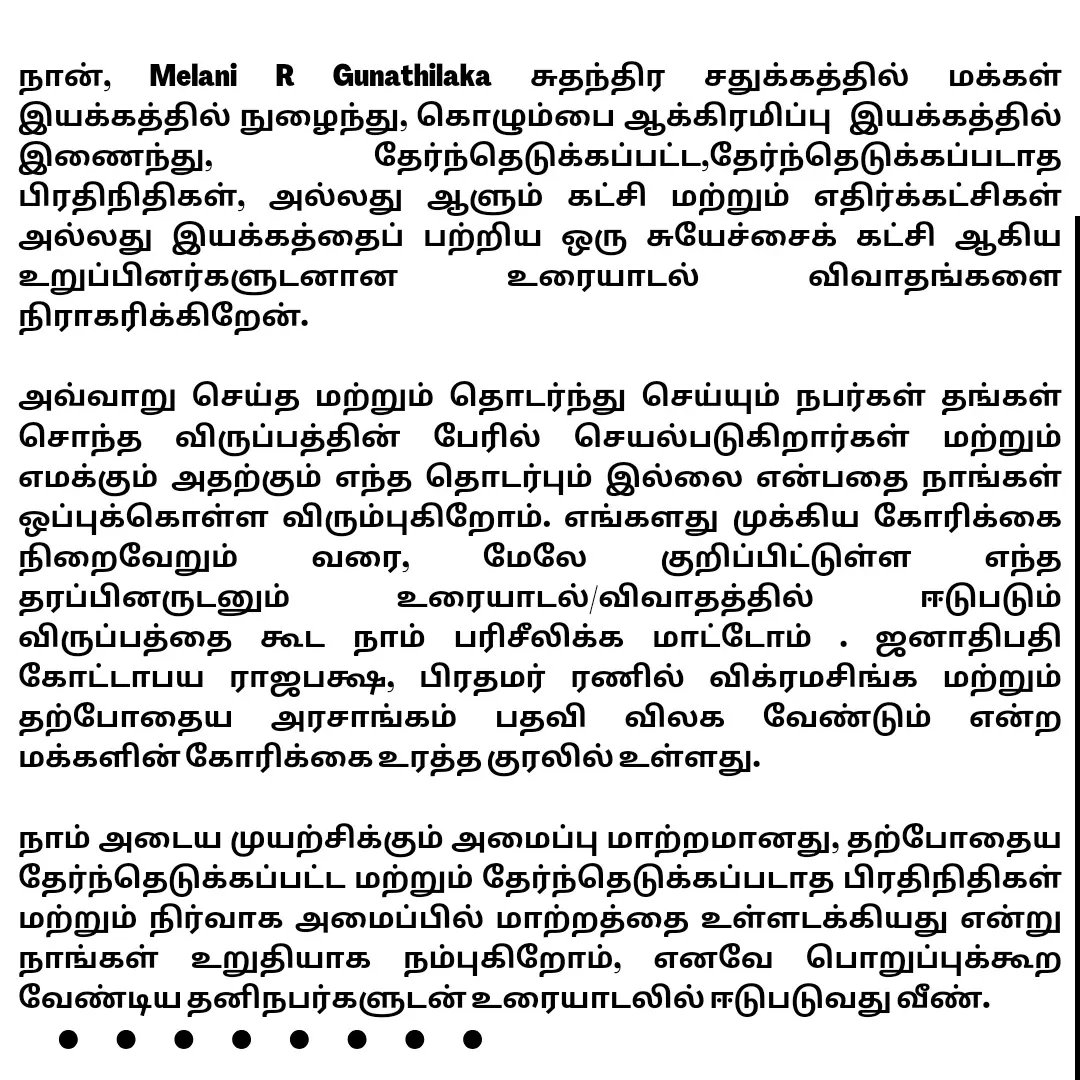 நான், Melani R Gunathilaka சுதந்திர சதுக்கத்தில் மக்கள்
இயக்கத்தில் நுழைந்து, கொழும்பை ஆக்கிரமிப்பு இயக்கத்தில்
இணைந்து, தேர்ந்தெடுக்கப்பட்ட,தேர்ந்தெடுக்கப்படாத
பிரதிநிதிகள், அல்லது ஆளும் கட்சி மற்றும் எதிர்க்கட்சிகள்
அல்லது இயக்கத்தைப் பற்றிய ஒரு சுயேச்சைக் கட்சி ஆகிய
உறுப்பினர்களுடனான உரையாடல் விவாதங்களை
நிராகரிக்கிறேன்.
அவ்வாறு செய்த மற்றும் தொடர்ந்து செய்யும் நபர்கள் தங்கள்
சொந்த விருப்பத்தின் பேரில் செயல்படுகிறார்கள் மற்றும்
எமக்கும் அதற்கும் எந்த தொடர்பும் இல்லை என்பதை நாங்கள்
ஒப்புக்கொள்ள விரும்புகிறோம். எங்களது முக்கிய கோரிக்கை
நிறைவேறும் வரை, மேலே குறிப்பிட்டுள்ள எந்த
தரப்பினருடனும் உரையாடல்/விவாதத்தில் ஈடுபடும்
விருப்பத்தை கூட நாம் பரிசீலிக்க மாட்டோம் . ஜனாதிபதி
கோட்டாபய ராஜபக்ஷ, பிரதமர் ரணில் விக்ரமசிங்க மற்றும்
தற்போதைய அரசாங்கம் பதவி விலக வேண்டும் என்ற
மக்களின் கோரிக்கை உரத்த குரலில் உள்ளது.
நாம் அடைய முயற்சிக்கும் அமைப்பு மாற்றமானது, தற்போதைய
தேர்ந்தெடுக்கப்பட்ட மற்றும் தேர்ந்தெடுக்கப்படாத பிரதிநிதிகள்
மற்றும் நிர்வாக அமைப்பில் மாற்றத்தை உள்ளடக்கியது என்று
நாங்கள் உறுதியாக நம்புகிறோம், எனவே பொறுப்புக்கூற
வேண்டிய தனிநபர்களுடன் உரையாடலில் ஈடுபடுவது வீண்.